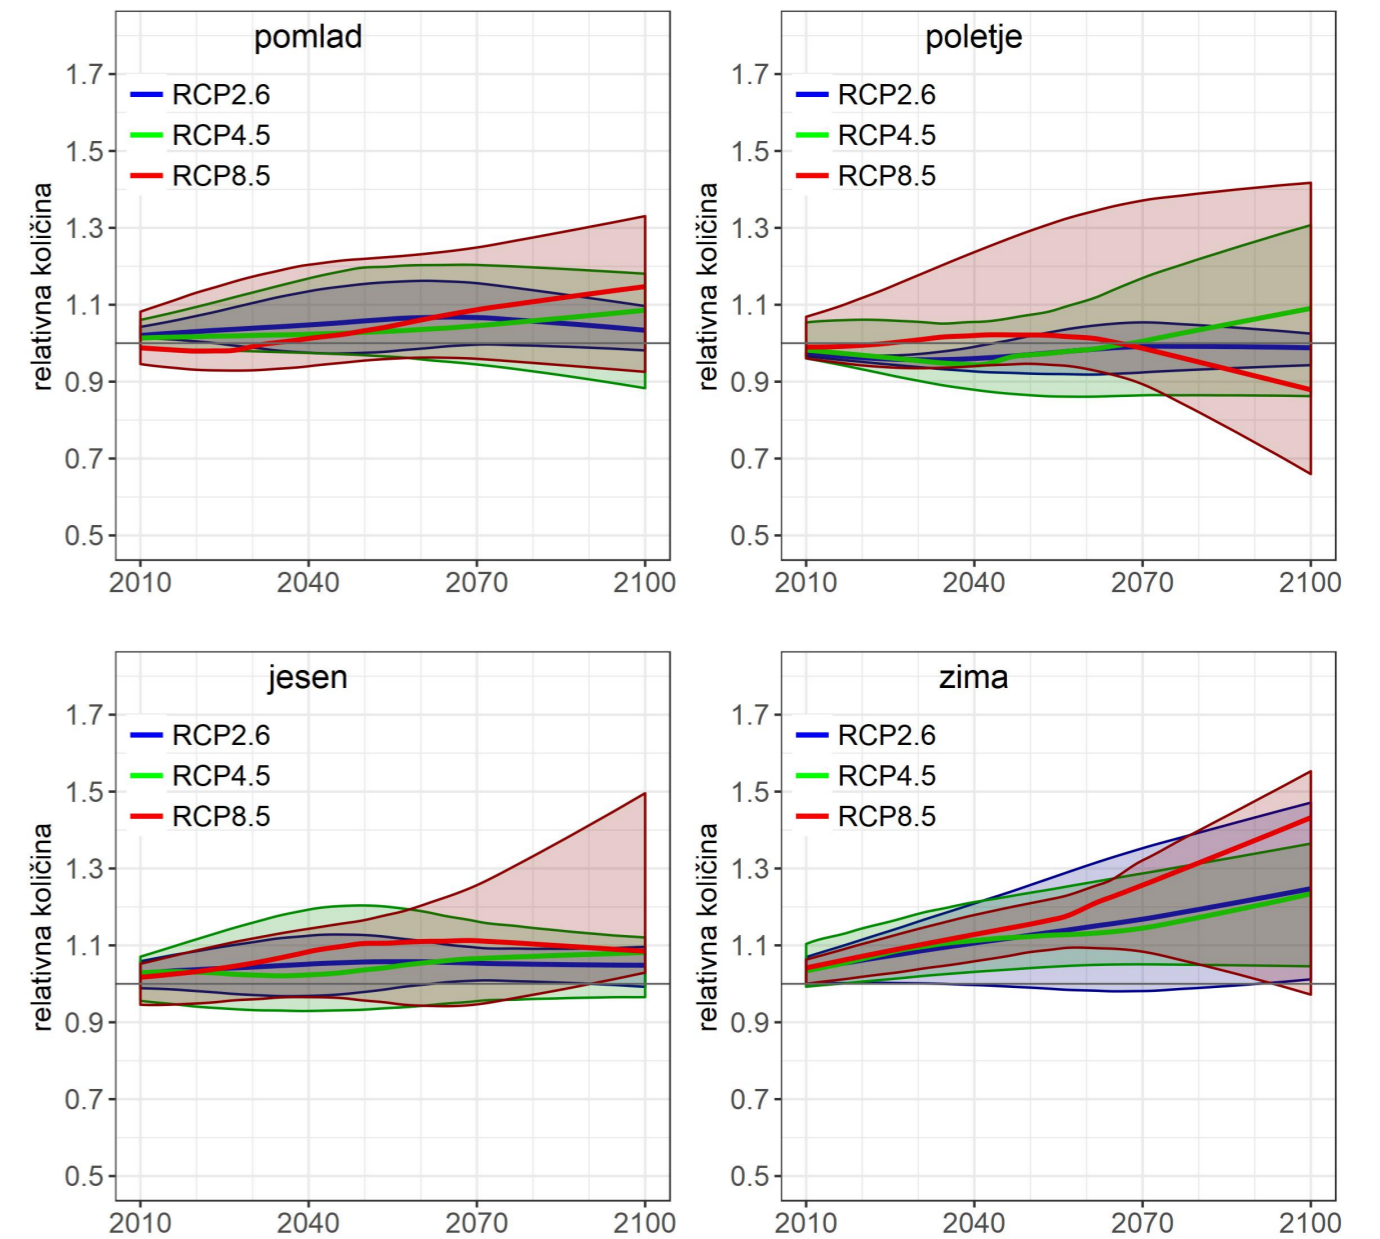 pomlad
RCP2.6
RCP4.5
RCP8.5
relativna količina
1.7
1.5
1.3
1.1
0.9
0.7
0.5
2010 2040 2070 2100
poletje
RCP2.6
RCP4.5
RCP8.5
relativna količina
1.7
1.5
1.3
1.1
0.9
0.7
0.5
2010 2040 2070 2100
jesen
RCP2.6
RCP4.5
RCP8.5
relativna količina
1.7
1.5
1.3
1.1
0.9
0.7
0.5
2010 2040 2070 2100
zima
RCP2.6
RCP4.5
RCP8.5
relativna količina
1.7
1.5
1.3
1.1
0.9
0.7
0.5
2010 2040 2070 2100